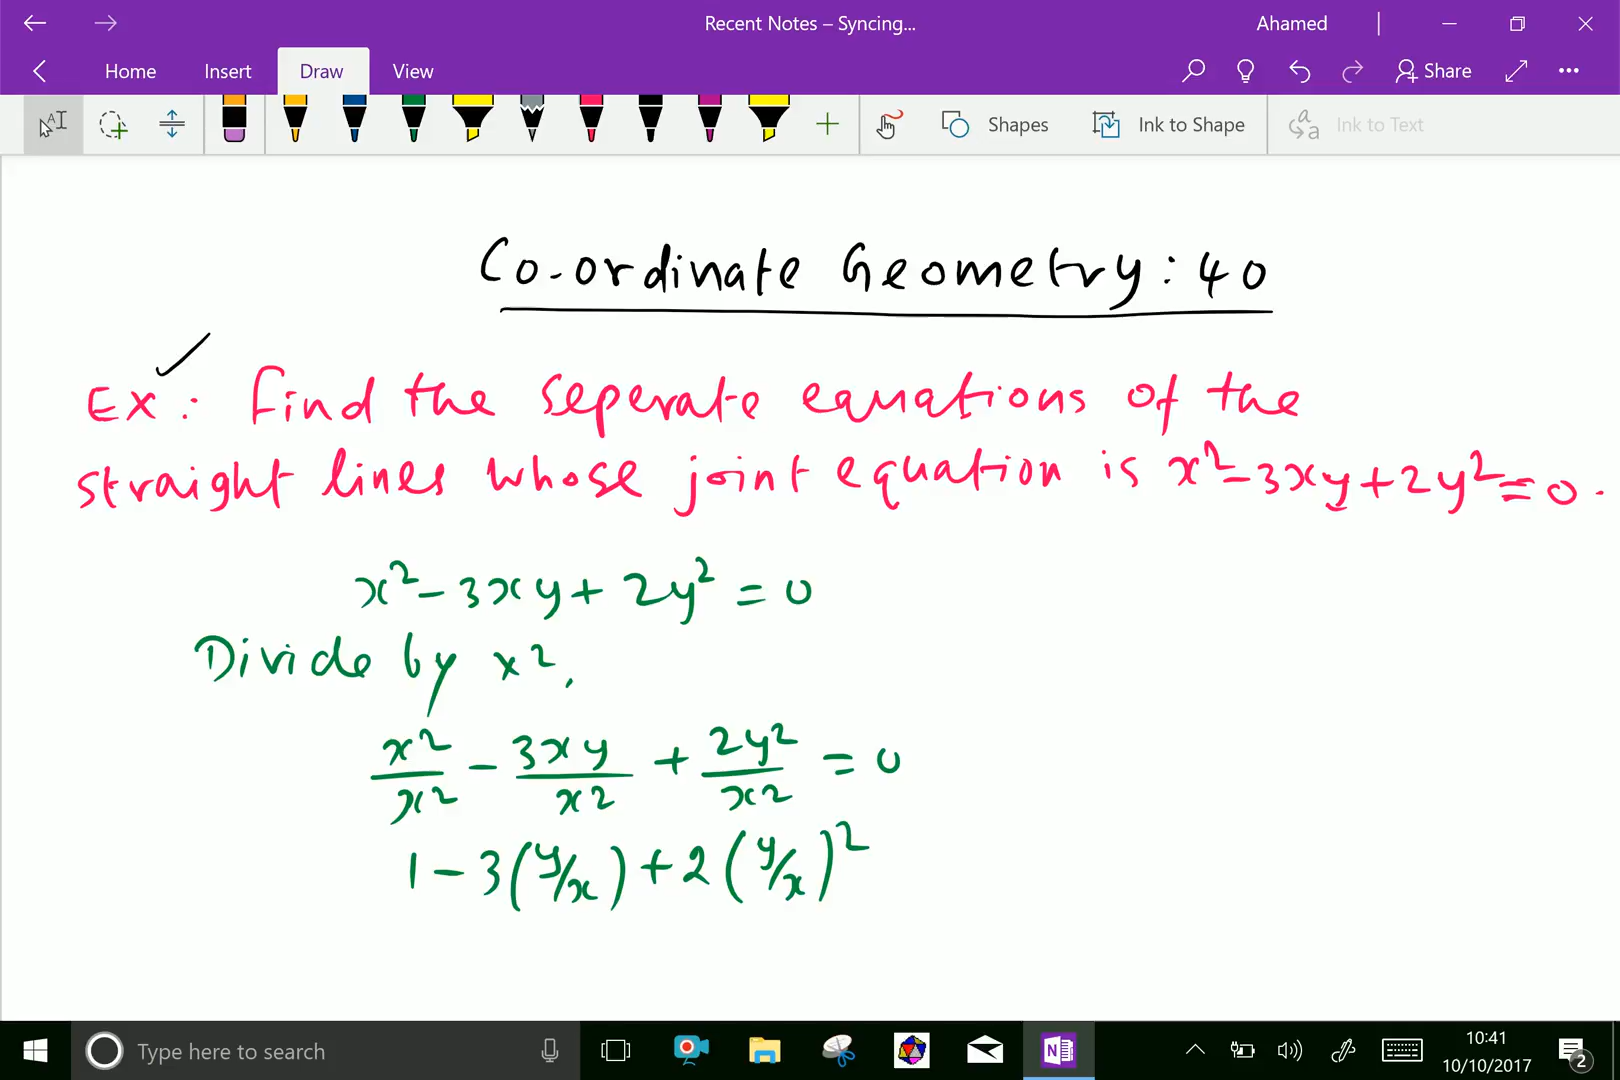 Recent Notes – Syncing...
Ahamed
Home Insert Draw View Share
Shapes Ink to Shape Ink to Text
Co-ordinate Geometry: 40
Ex: Find the seperate equations of the
straight lines whose joint equation is x² - 3xy + 2y² = 0.
x² - 3xy + 2y² = 0
Divide by x²,
x²/x² - 3xy/x² + 2y²/x² = 0
1 - 3(y/x) + 2(y/x)²
Type here to search
10:41
10/10/2017
2